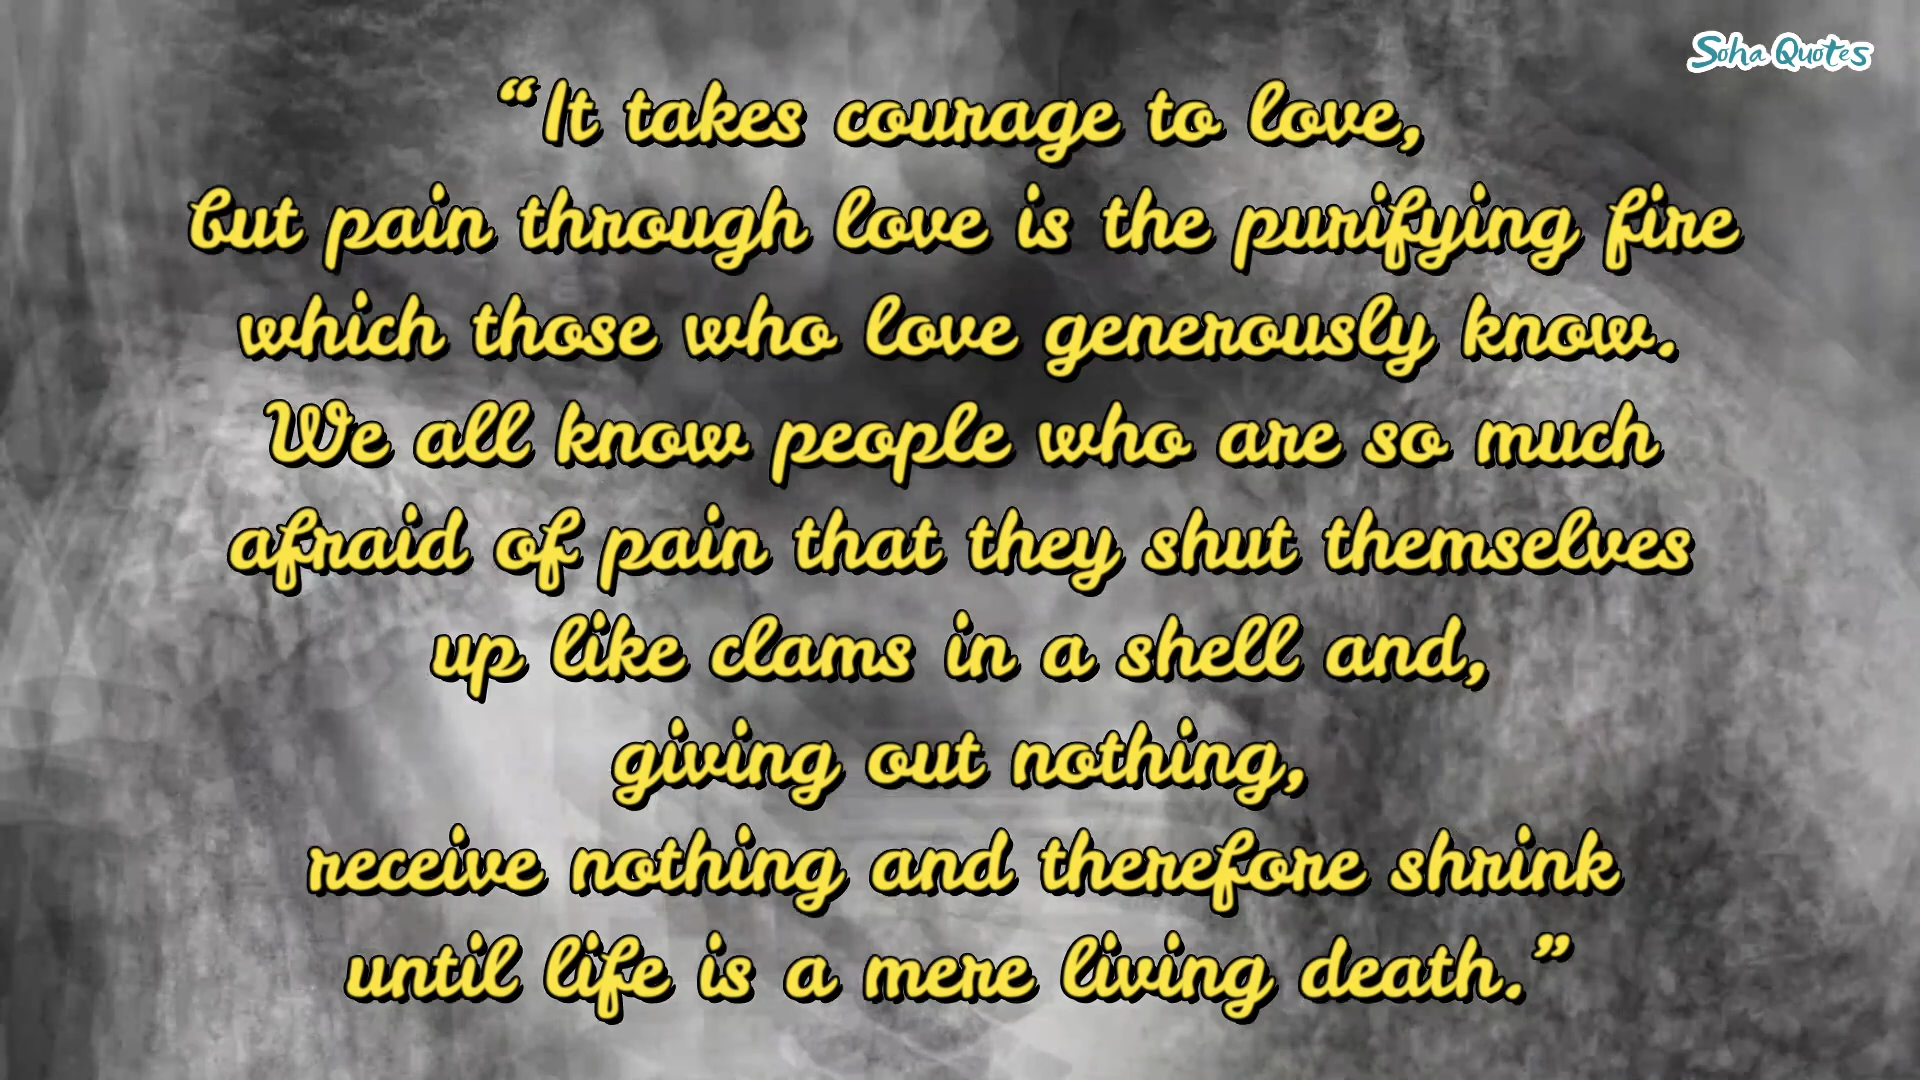 Soha Quotes
“It takes courage to love,
but pain through love is the purifying fire
which those who love generously know.
We all know people who are so much
afraid of pain that they shut themselves
up like clams in a shell and,
giving out nothing,
receive nothing and therefore shrink
until life is a mere living death.”